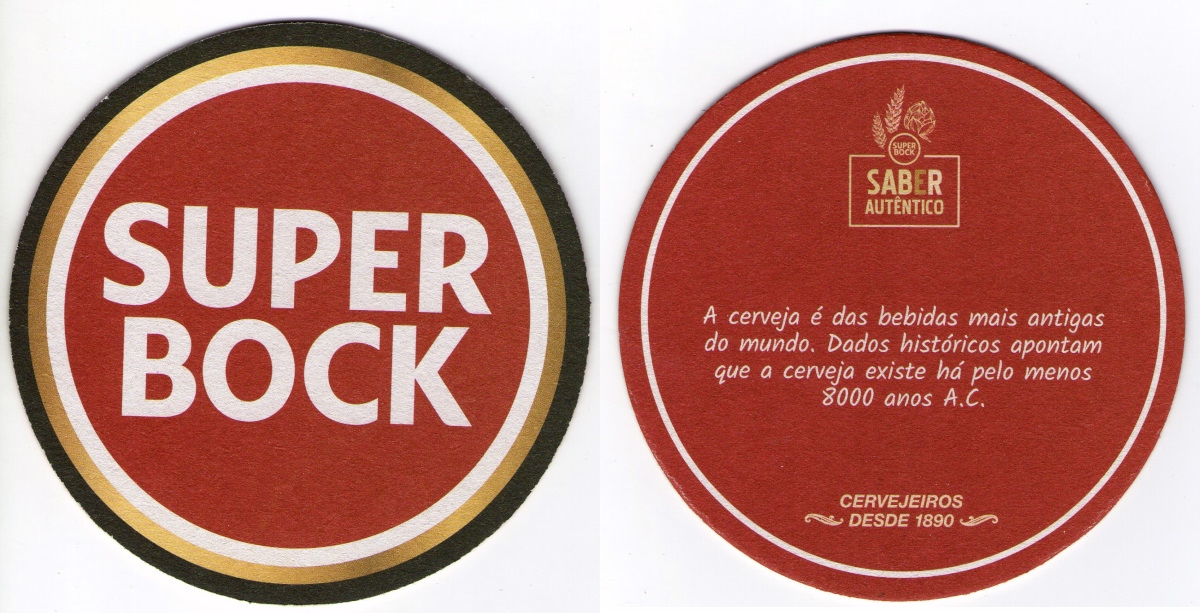 SUPER
BOCK
SUPER
BOCK
SABER
AUTÊNTICO
A cerveja é das bebidas mais antigas
do mundo. Dados históricos apontam
que a cerveja existe há pelo menos
8000 anos A.C.
CERVEJEIROS
DESDE 1890